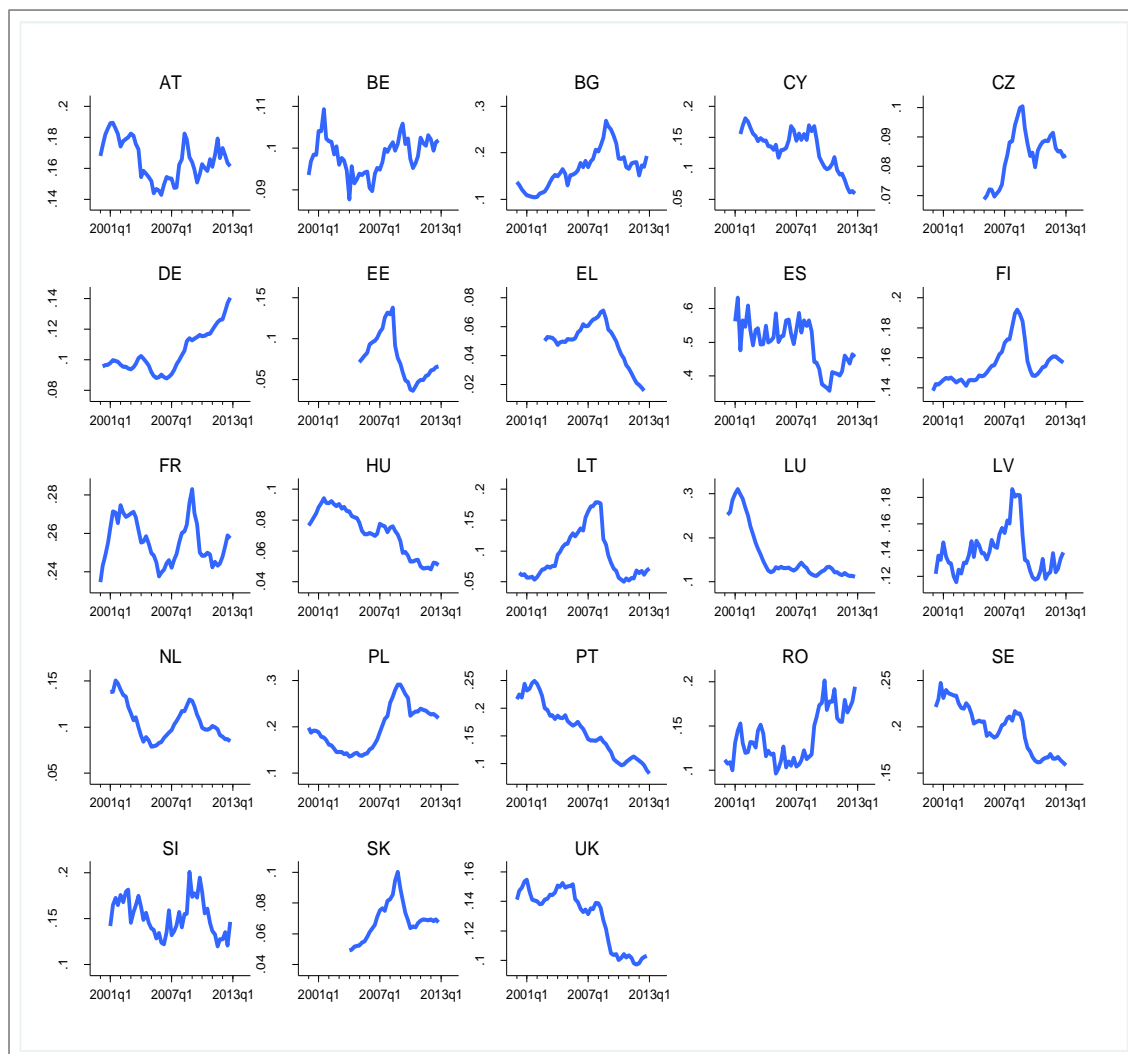 AT
.2
.18
.16
.14
2001q1 2007q1 2013q1
BE
.11
.1
.09
2001q1 2007q1 2013q1
BG
.3
.2
.1
2001q1 2007q1 2013q1
CY
.2
.15
.1
.05
2001q1 2007q1 2013q1
CZ
.1
.09
.08
.07
2001q1 2007q1 2013q1
DE
.14
.12
.1
.08
2001q1 2007q1 2013q1
EE
.15
.1
.05
2001q1 2007q1 2013q1
EL
.08
.06
.04
.02
2001q1 2007q1 2013q1
ES
.6
.5
.4
2001q1 2007q1 2013q1
FI
.2
.18
.16
.14
2001q1 2007q1 2013q1
FR
.28
.26
.24
2001q1 2007q1 2013q1
HU
.1
.08
.06
.04
2001q1 2007q1 2013q1
LT
.2
.15
.1
.05
2001q1 2007q1 2013q1
LU
.3
.2
.1
2001q1 2007q1 2013q1
LV
.18
.16
.14
.12
2001q1 2007q1 2013q1
NL
.15
.1
.05
2001q1 2007q1 2013q1
PL
.3
.2
.1
2001q1 2007q1 2013q1
PT
.25
.2
.15
.1
2001q1 2007q1 2013q1
RO
.2
.15
.1
2001q1 2007q1 2013q1
SE
.25
.2
.15
2001q1 2007q1 2013q1
SI
.2
.15
.1
2001q1 2007q1 2013q1
SK
.1
.08
.06
.04
2001q1 2007q1 2013q1
UK
.16
.14
.12
.1
2001q1 2007q1 2013q1